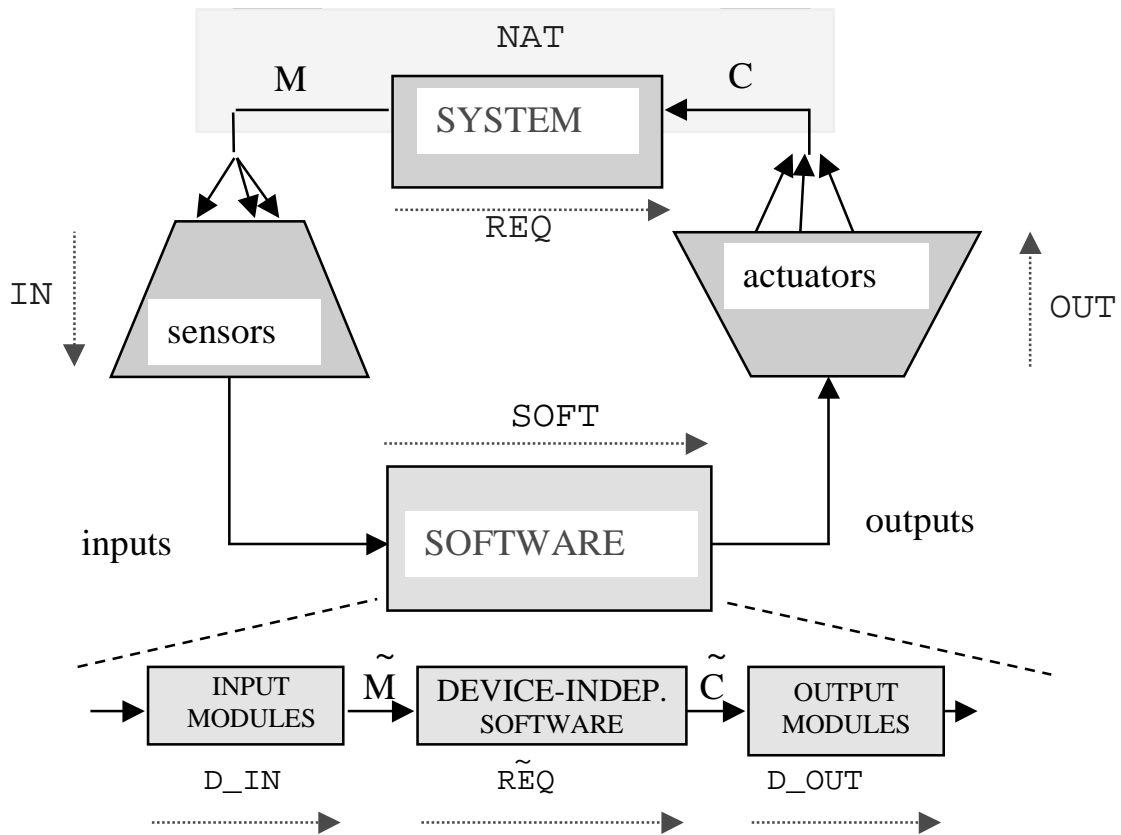 NAT
M
C
SYSTEM
REQ
IN
sensors
actuators
OUT
SOFT
inputs
SOFTWARE
outputs
INPUT
MODULES
M̃
DEVICE-INDEP.
SOFTWARE
C̃
OUTPUT
MODULES
D_IN
RẼQ
D_OUT